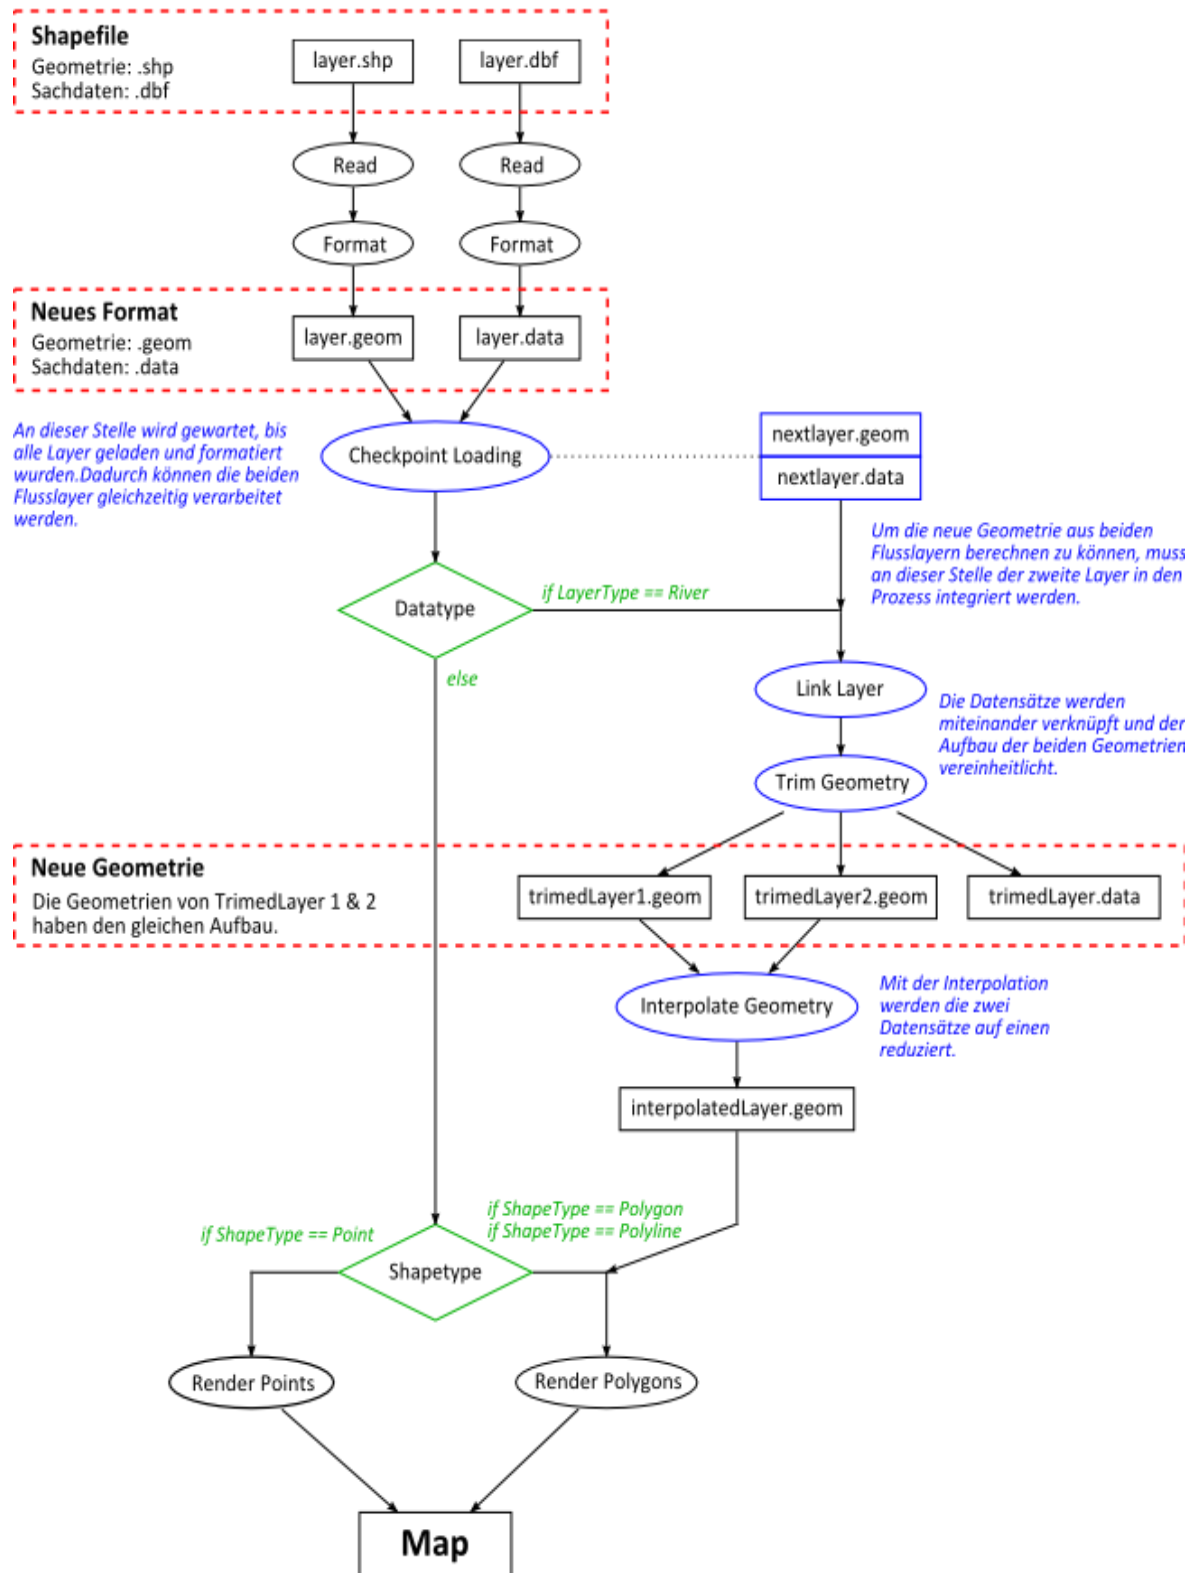 Shapefile
Geometrie: .shp
Sachdaten: .dbf
layer.shp
layer.dbf
Read
Read
Format
Format
Neues Format
Geometrie: .geom
Sachdaten: .data
layer.geom
layer.data
An dieser Stelle wird gewartet, bis
alle Layer geladen und formatiert
wurden.Dadurch können die beiden
Flusslayer gleichzeitig verarbeitet
werden.
Checkpoint Loading
nextlayer.geom
nextlayer.data
Um die neue Geometrie aus beiden
Flusslayern berechnen zu können, muss
an dieser Stelle der zweite Layer in den
Prozess integriert werden.
Datatype
if LayerType == River
else
Link Layer
Die Datensätze werden
miteinander verknüpft und der
Aufbau der beiden Geometrien
vereinheitlicht.
Trim Geometry
Neue Geometrie
Die Geometrien von TrimedLayer 1 & 2
haben den gleichen Aufbau.
trimedLayer1.geom
trimedLayer2.geom
trimedLayer.data
Interpolate Geometry
Mit der Interpolation
werden die zwei
Datensätze auf einen
reduziert.
interpolatedLayer.geom
if ShapeType == Point
if ShapeType == Polygon
if ShapeType == Polyline
Shapetype
Render Points
Render Polygons
Map